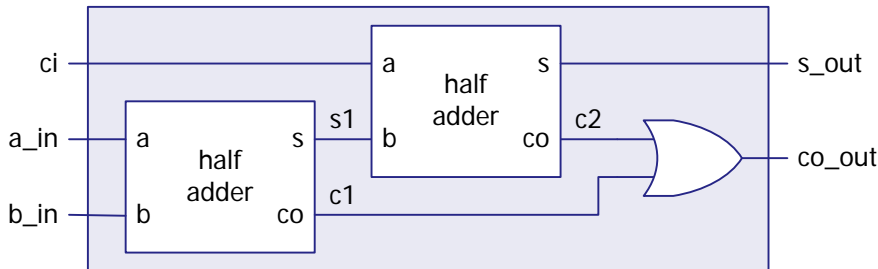 ci
a
half
adder
s
s_out
s1
c2
a_in
a
half
adder
s
b
co
co_out
b_in
b
co
c1